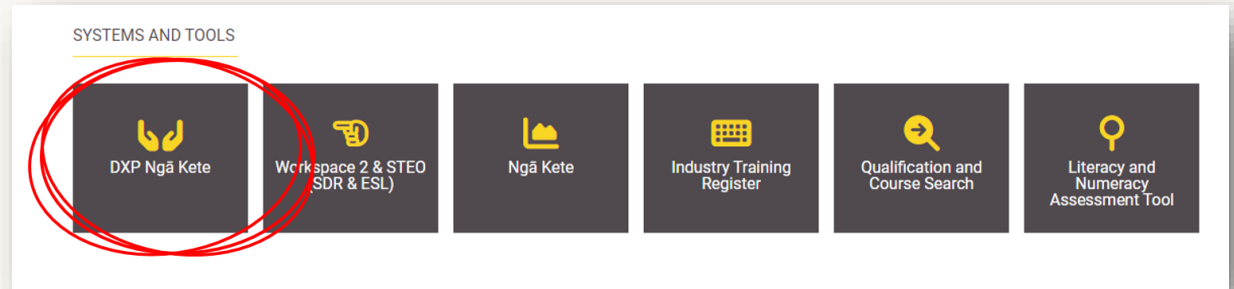 SYSTEMS AND TOOLS
DXP Ngā Kete
Workspace 2 & STEO
(SDR & ESL)
Ngā Kete
Industry Training
Register
Qualification and
Course Search
Literacy and
Numeracy
Assessment Tool